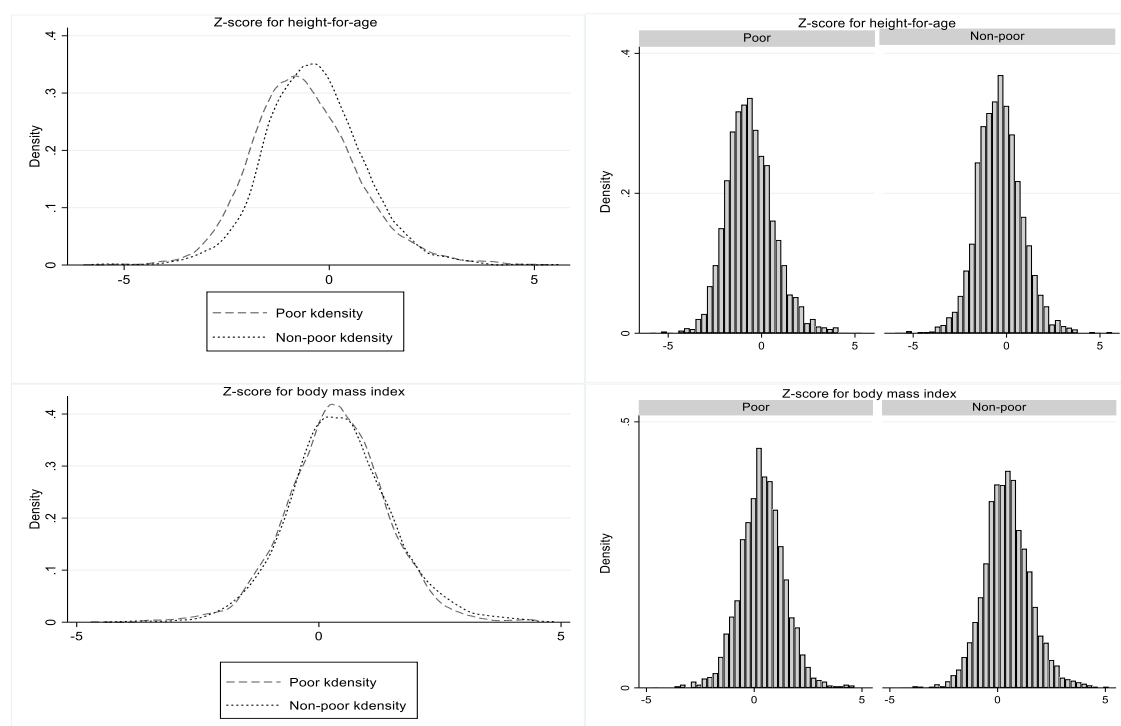 Z-score for height-for-age
.4
.3
.2
.1
0
Density
-5 0 5
Poor kdensity
Non-poor kdensity
Z-score for height-for-age
Poor Non-poor
.4
.2
0
Density
-5 0 5 -5 0 5
Z-score for body mass index
.4
.3
.2
.1
0
Density
-5 0 5
Poor kdensity
Non-poor kdensity
Z-score for body mass index
Poor Non-poor
.5
0
Density
-5 0 5 -5 0 5